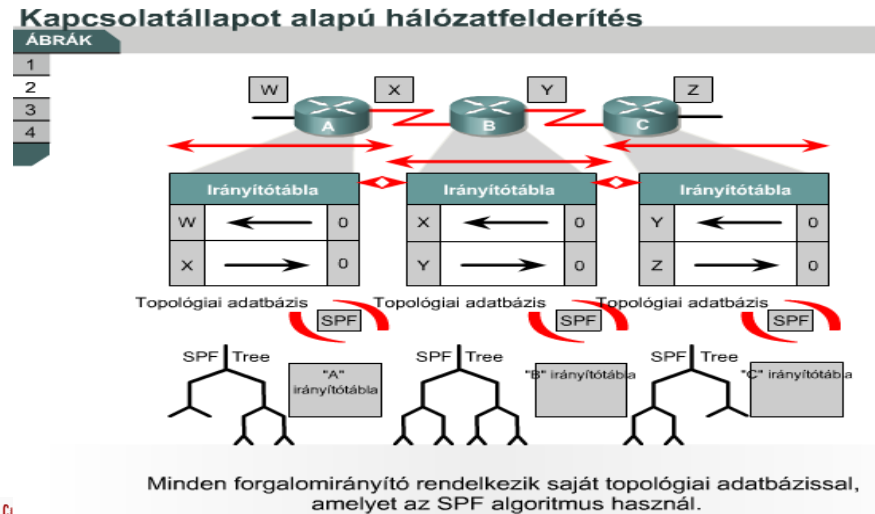 Kapcsolatállapot alapú hálózatfelderítés
ÁBRÁK
1
2
3
4
W X Y Z
A B C
Irányítótábla Irányítótábla Irányítótábla
W 0 X 0 Y 0
X 0 Y 0 Z 0
Topológiai adatbázis Topológiai adatbázis Topológiai adatbázis
SPF SPF SPF
SPF Tree SPF Tree SPF Tree
"A" "B" irányítótábla "C" irányítótábla
irányítótábla
Minden forgalomirányító rendelkezik saját topológiai adatbázissal,
amelyet az SPF algoritmus használ.